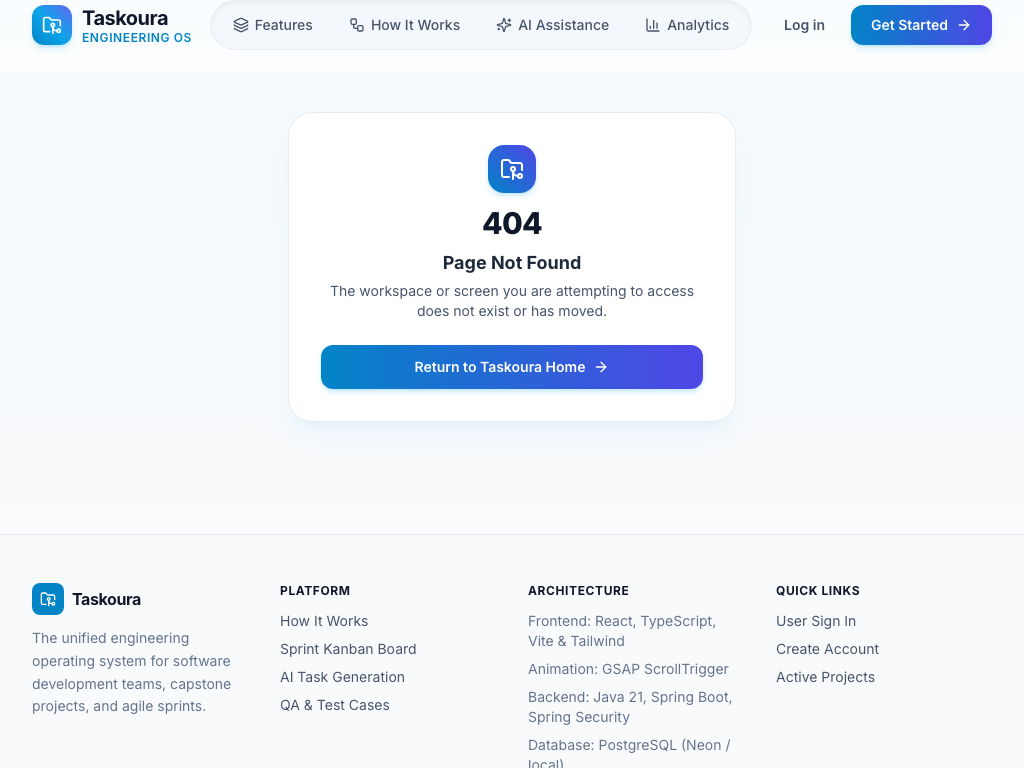 Taskoura
ENGINEERING OS
Features
How It Works
AI Assistance
Analytics
Log in
Get Started
404
Page Not Found
The workspace or screen you are attempting to access
does not exist or has moved.
Return to Taskoura Home
Taskoura
The unified engineering
operating system for software
development teams, capstone
projects, and agile sprints.
PLATFORM
How It Works
Sprint Kanban Board
AI Task Generation
QA & Test Cases
ARCHITECTURE
Frontend: React, TypeScript,
Vite & Tailwind
Animation: GSAP ScrollTrigger
Backend: Java 21, Spring Boot,
Spring Security
Database: PostgreSQL (Neon /
local)
QUICK LINKS
User Sign In
Create Account
Active Projects